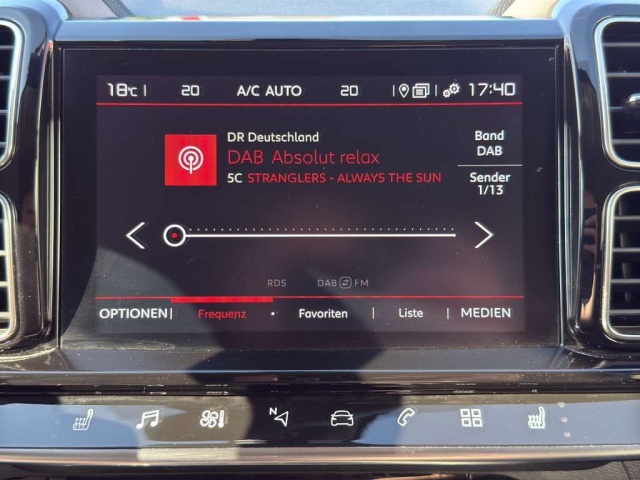 18°C 20 A/C AUTO 20 17:40
DR Deutschland
DAB Absolut relax
5C STRANGLERS - ALWAYS THE SUN
Band
DAB
Sender
1/13
RDS DAB FM
OPTIONEN Frequenz Favoriten Liste MEDIEN
N